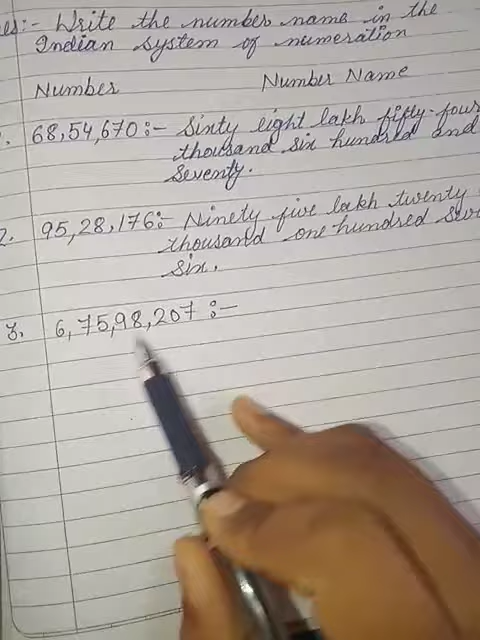 :- Write the number name in the
Indian System of numeration
Number Number Name
68,54,670:- Sixty eight lakh fifty-four
thousand six hundred and
Seventy.
2. 95,28,176:- Ninety five lakh twenty
thousand one hundred
six.
3. 6,75,98,207 :-